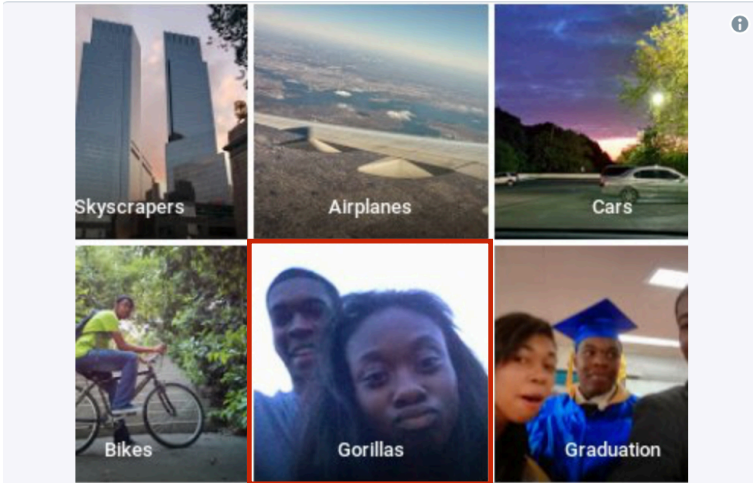 Skyscrapers
Airplanes
Cars
Bikes
Gorillas
Graduation